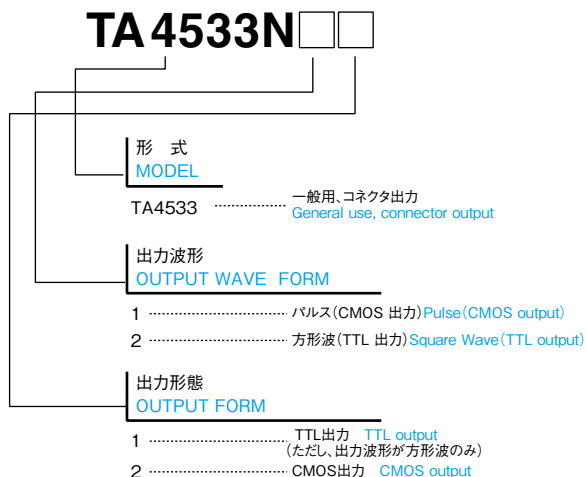 TA4533N□□
形 式
MODEL
TA4533 ………… 一般用、コネクタ出力
General use, connector output
出力波形
OUTPUT WAVE FORM
1 ………… パルス(CMOS 出力) Pulse(CMOS output)
2 ………… 方形波(TTL 出力) Square Wave(TTL output)
出力形態
OUTPUT FORM
1 ………… TTL出力 TTL output
(ただし、出力波形が方形波のみ)
2 ………… CMOS出力 CMOS output